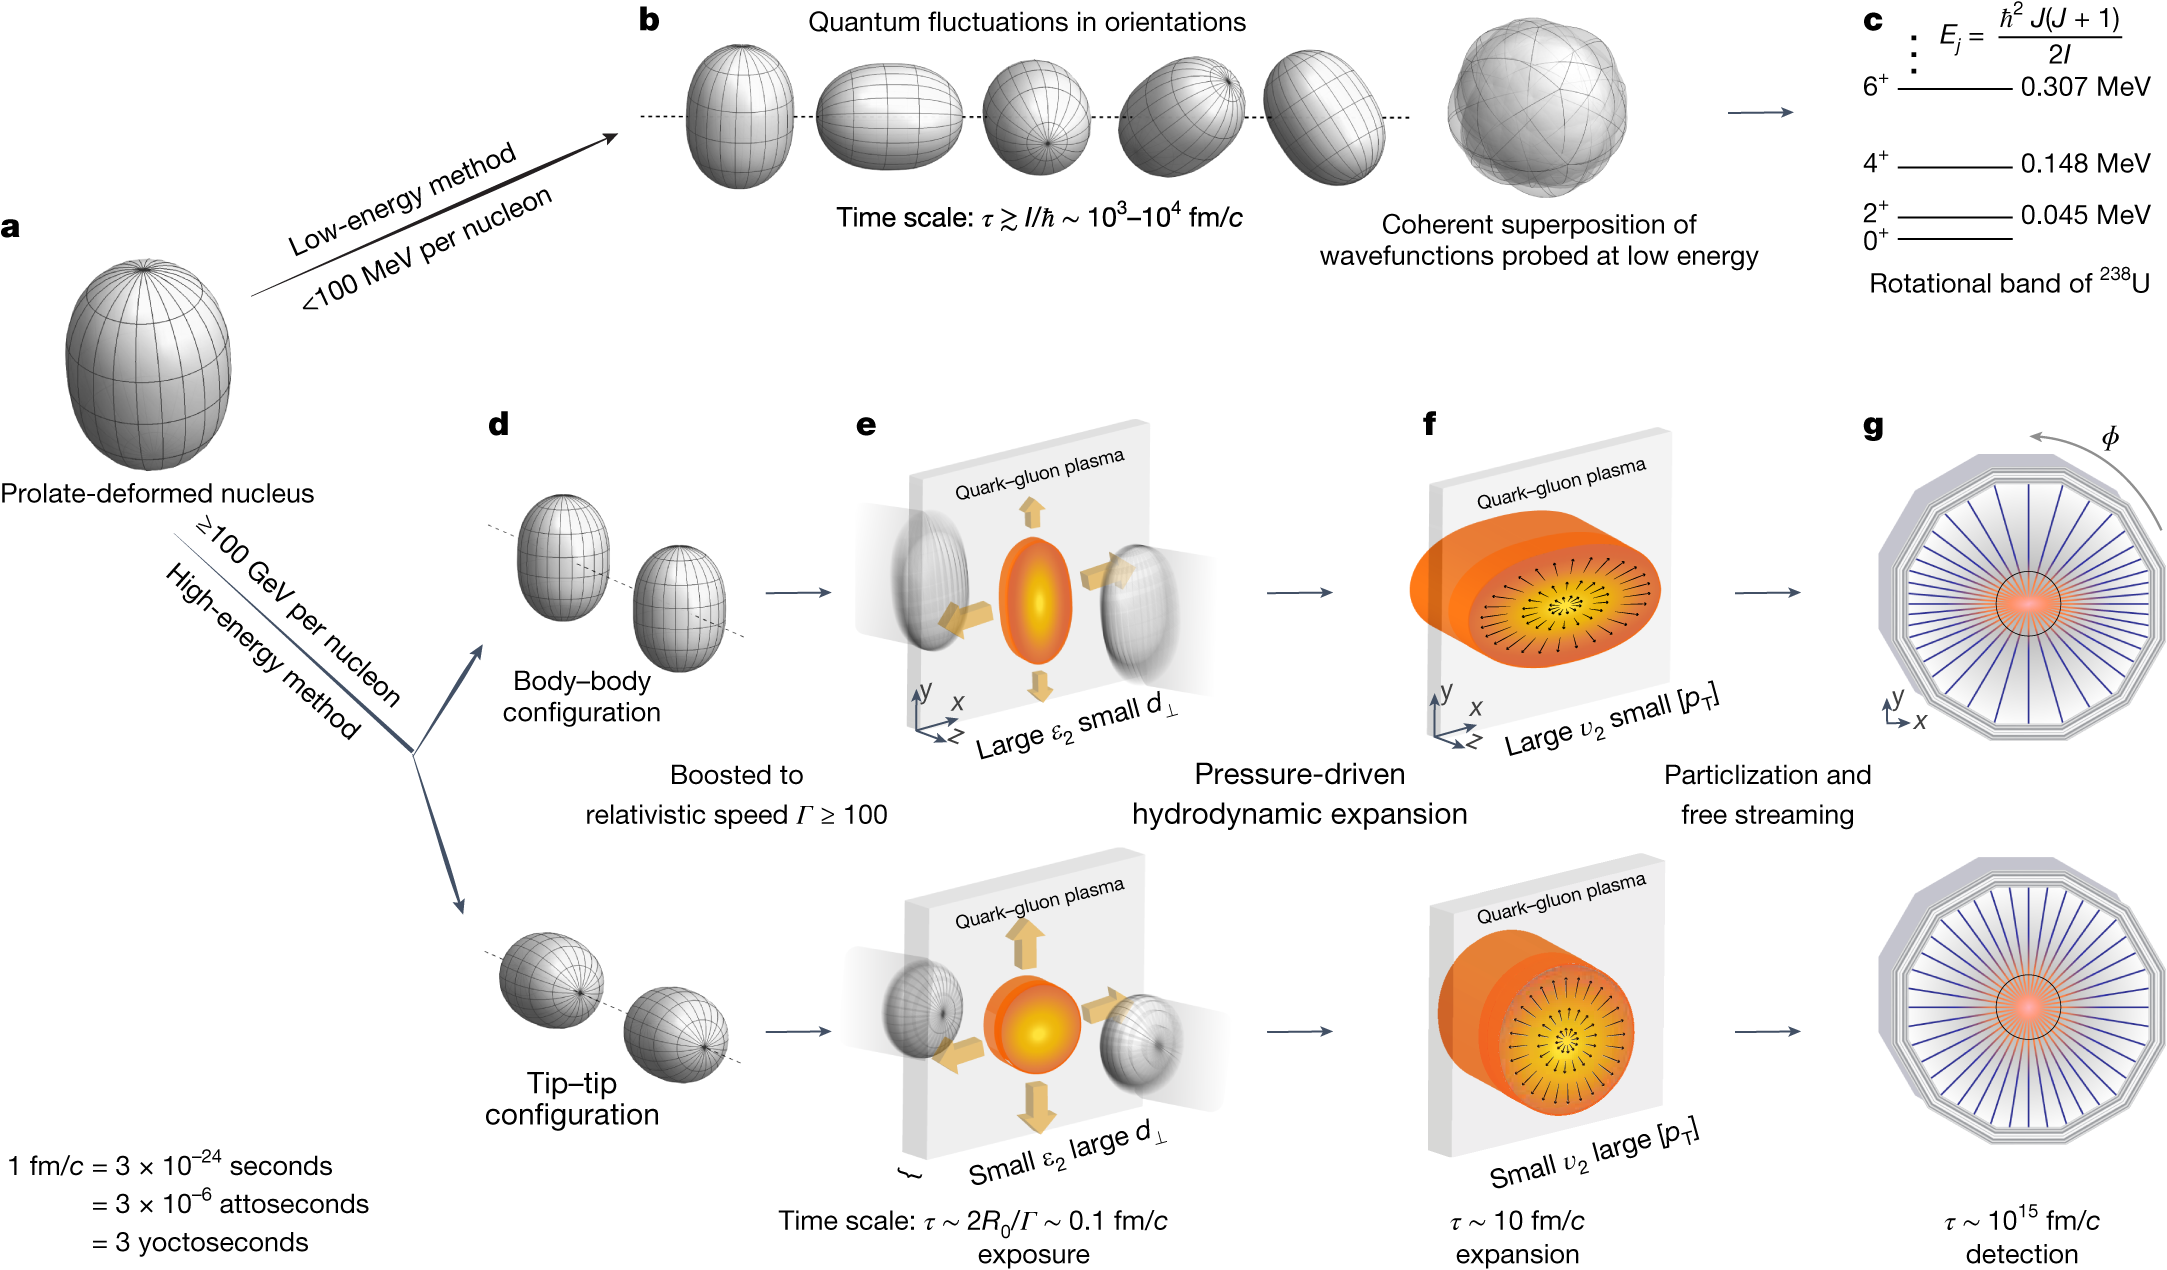 a
Prolate-deformed nucleus
Low-energy method
<100 MeV per nucleon
≥100 GeV per nucleon
High-energy method
b
Quantum fluctuations in orientations
Time scale: τ ≳ I/ħ ~ 10³–10⁴ fm/c
Coherent superposition of
wavefunctions probed at low energy
c
E_j = ħ² J(J + 1) / 2I
6⁺ 0.307 MeV
4⁺ 0.148 MeV
2⁺ 0.045 MeV
0⁺
Rotational band of ²³⁸U
d
Body–body
configuration
Boosted to
relativistic speed Γ ≥ 100
Tip–tip
configuration
e
Quark–gluon plasma
y
x
z
Large ε₂ small d⊥
Pressure-driven
hydrodynamic expansion
Quark–gluon plasma
Small ε₂ large d⊥
Time scale: τ ~ 2R₀/Γ ~ 0.1 fm/c
exposure
f
Quark–gluon plasma
y
x
z
Large υ₂ small [p_T]
Particlization and
free streaming
Quark–gluon plasma
Small υ₂ large [p_T]
τ ~ 10 fm/c
expansion
g
ϕ
y
x
τ ~ 10¹⁵ fm/c
detection
1 fm/c = 3 × 10⁻²⁴ seconds
= 3 × 10⁻⁶ attoseconds
= 3 yoctoseconds